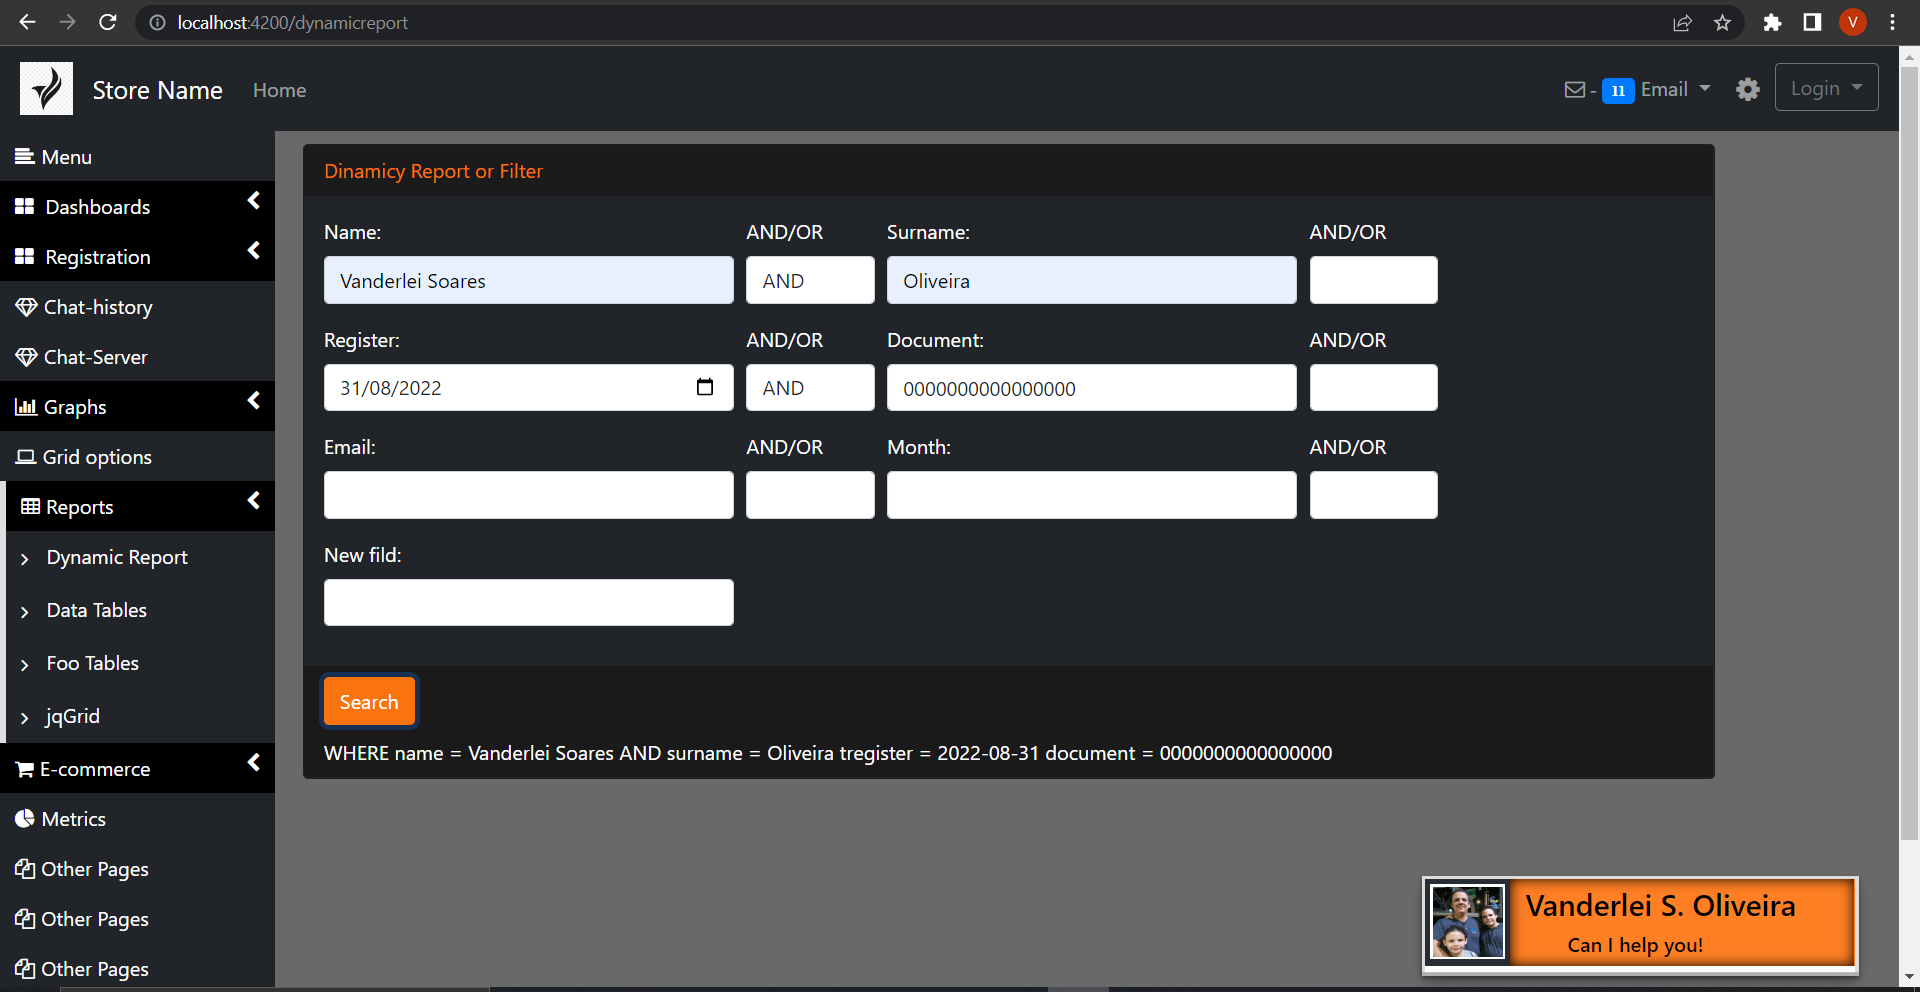 localhost:4200/dynamicreport
V
Store Name
Home
- 11 Email
Login
Menu
Dashboards
Registration
Chat-history
Chat-Server
Graphs
Grid options
Reports
Dynamic Report
Data Tables
Foo Tables
jqGrid
E-commerce
Metrics
Other Pages
Other Pages
Other Pages
Dinamicy Report or Filter
Name: AND/OR Surname: AND/OR
Vanderlei Soares AND Oliveira
Register: AND/OR Document: AND/OR
31/08/2022 AND 0000000000000000
Email: AND/OR Month: AND/OR
New fild:
Search
WHERE name = Vanderlei Soares AND surname = Oliveira tregister = 2022-08-31 document = 0000000000000000
Vanderlei S. Oliveira
Can I help you!